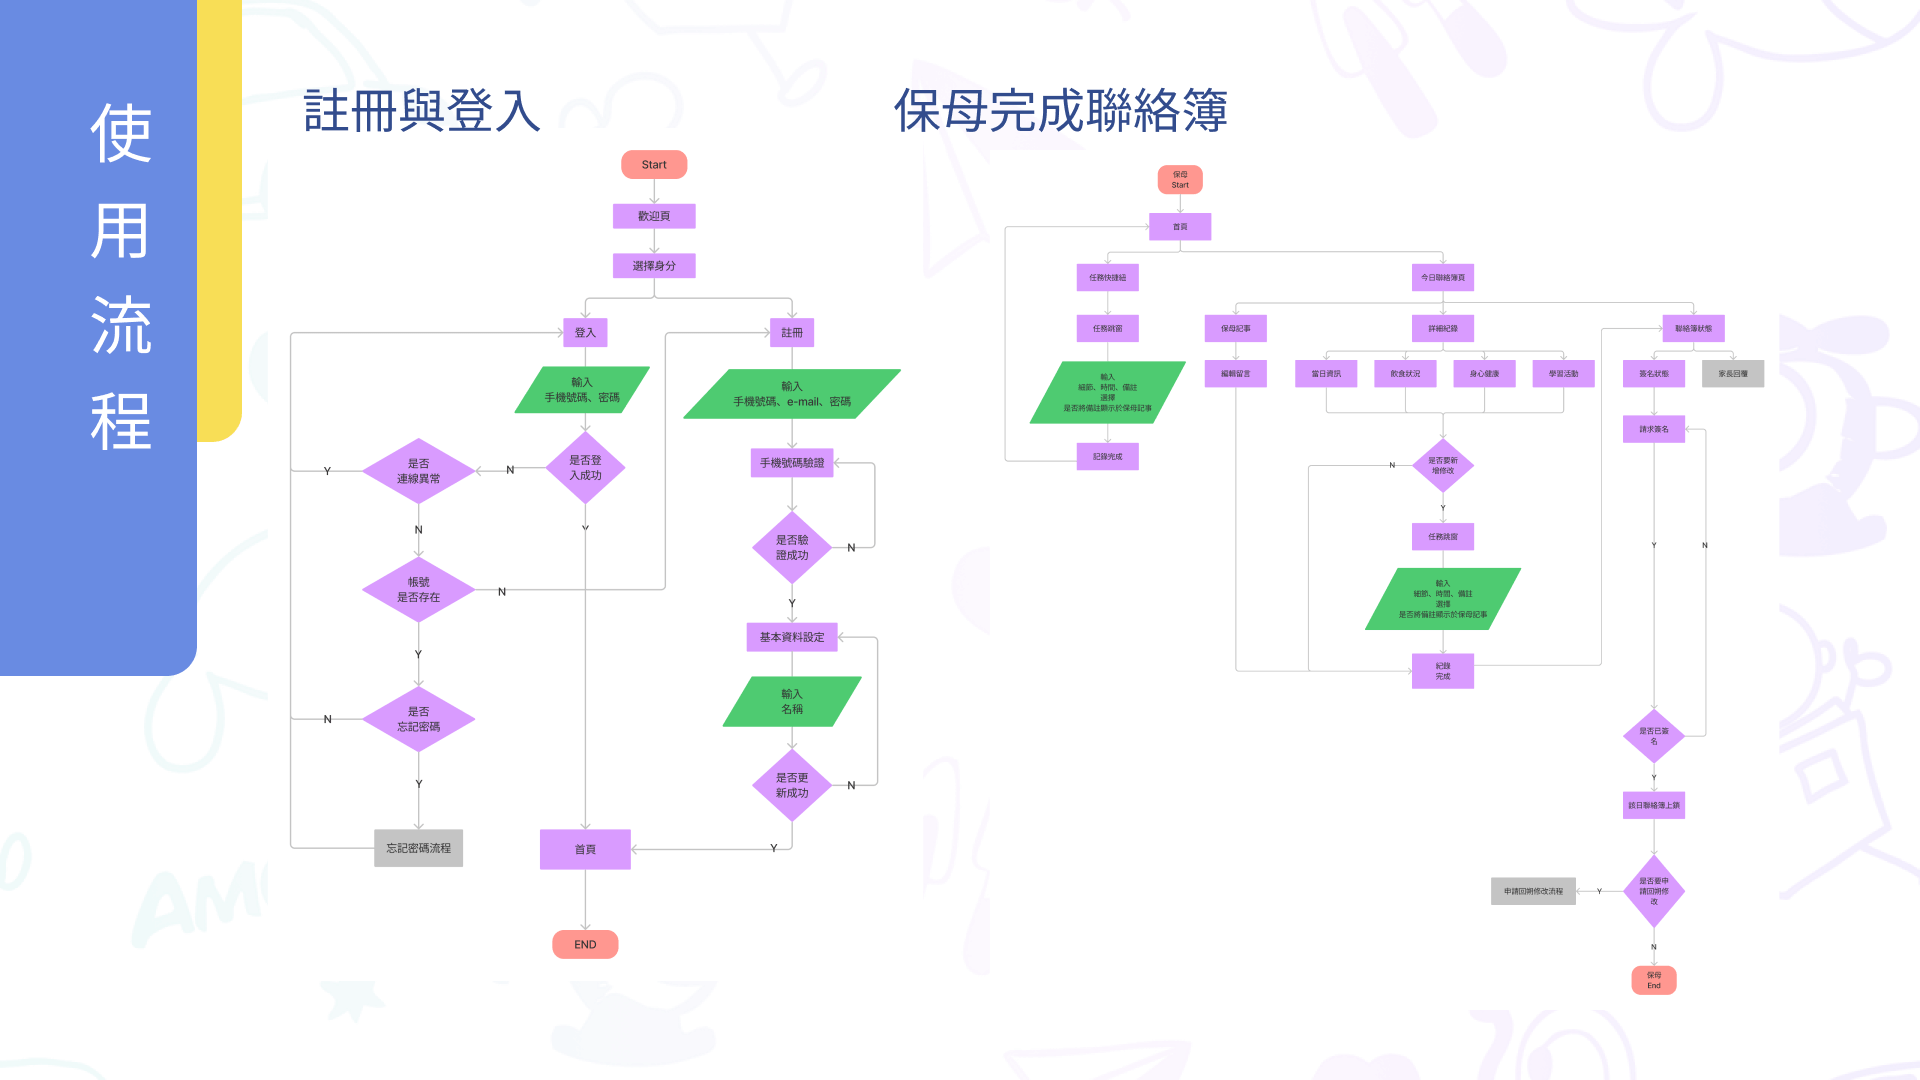 使
用
流
程
註冊與登入
Start
歡迎頁
選擇身分
登入
註冊
輸入
手機號碼、密碼
輸入
手機號碼、e-mail、密碼
是否登
入成功
N
是否
連線異常
Y
手機號碼驗證
N
Y
是否驗
證成功
N
帳號
是否存在
N
Y
Y
基本資料設定
輸入
名稱
是否
忘記密碼
N
Y
是否更
新成功
N
忘記密碼流程
首頁
Y
END
保母完成聯絡簿
保母
Start
首頁
任務快捷鈕
今日聯絡簿頁
任務跳窗
保母記事
詳細紀錄
聯絡簿狀態
輸入
細節、時間、備註
選擇
是否將備註顯示於保母記事
編輯留言
當日資訊
飲食狀況
身心健康
學習活動
簽名狀態
家長回覆
請求簽名
記錄完成
N
是否要新
增修改
Y
任務跳窗
Y
N
輸入
細節、時間、備註
選擇
是否將備註顯示於保母記事
紀錄
完成
是否已簽
名
Y
該日聯絡簿上鎖
是否要申
請回朔修
改
Y
申請回朔修改流程
N
保母
End